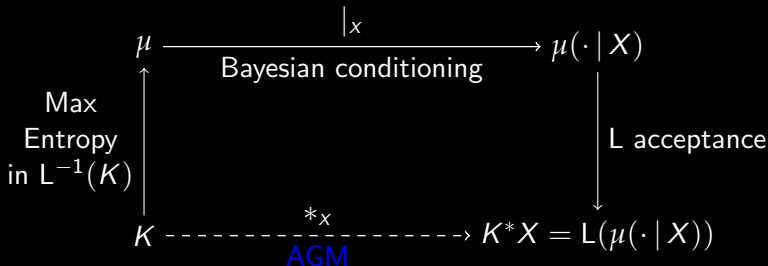 |ₓ
μ
μ(· | X)
Bayesian conditioning
Max
Entropy
in L⁻¹(K)
L acceptance
*ₓ
K
K*X = L(μ(· | X))
AGM